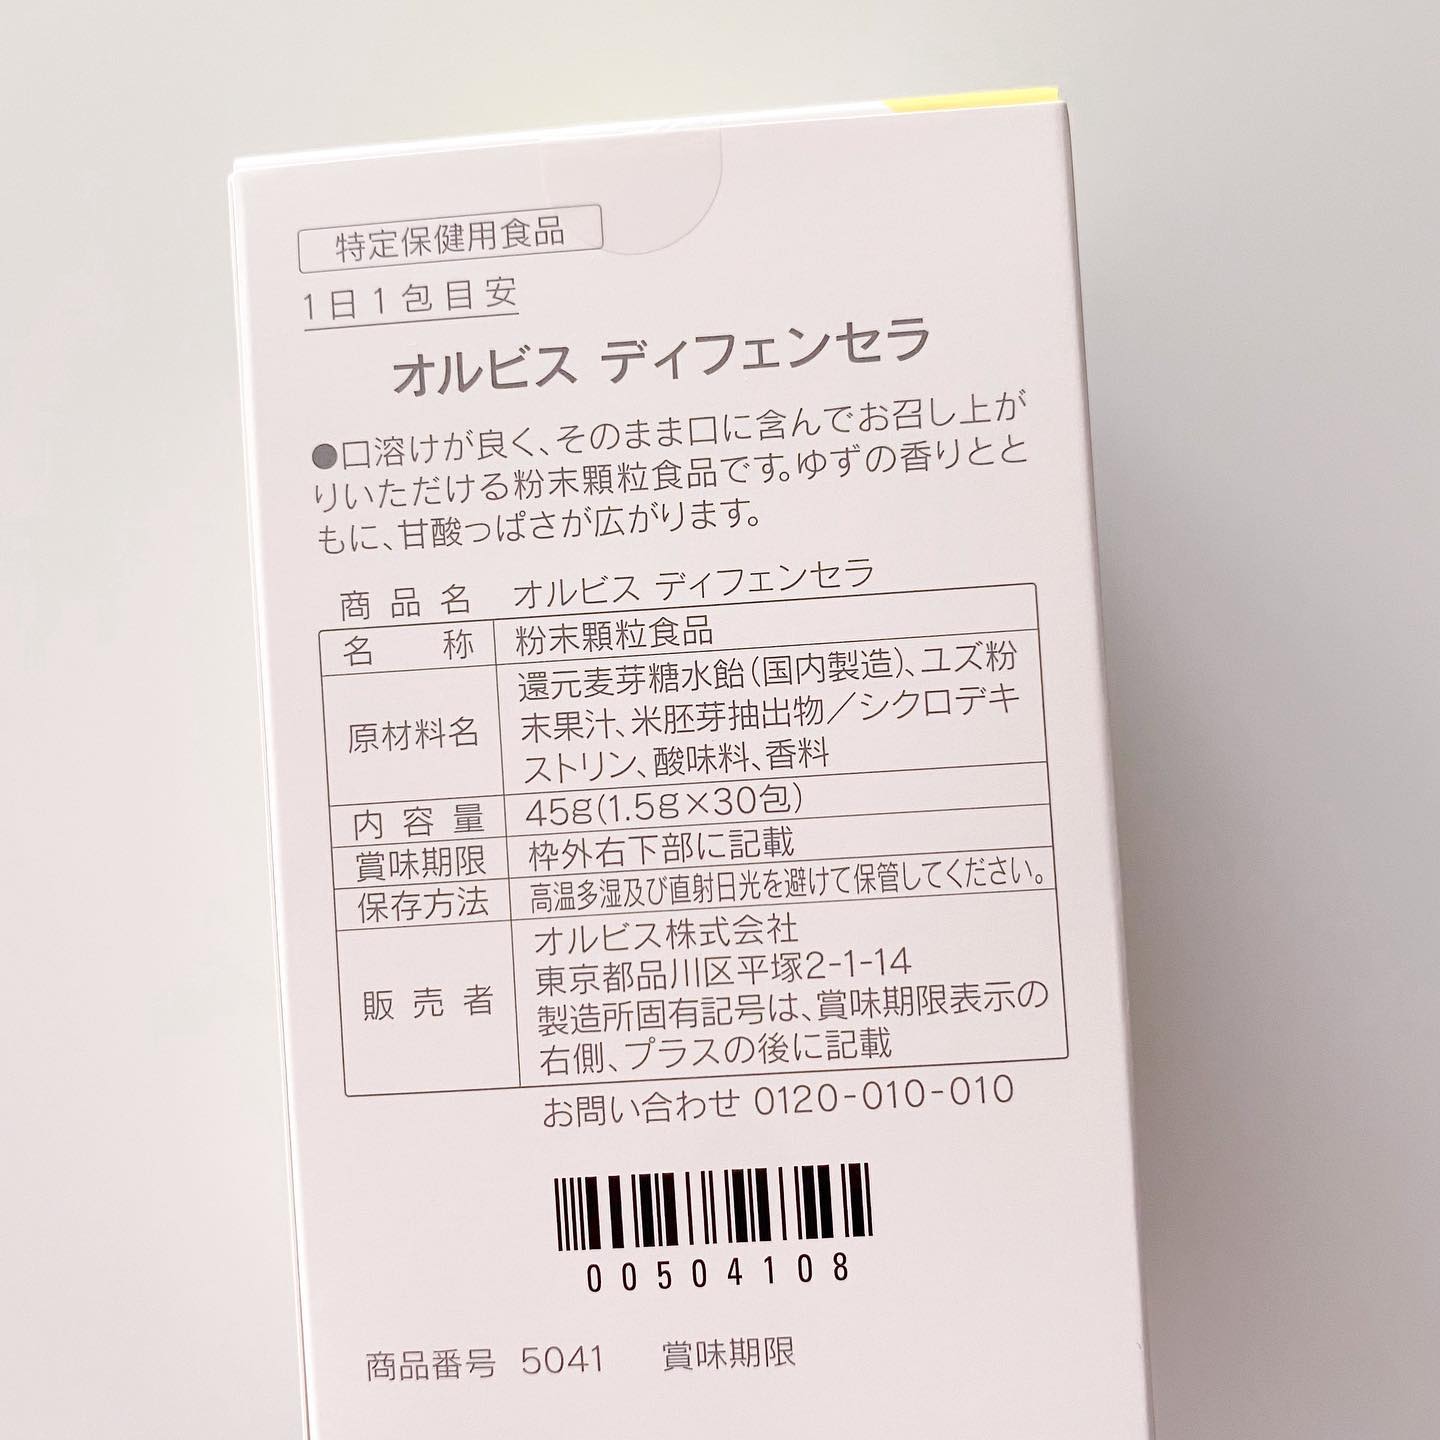 特定保健用食品
1日1包目安
オルビス ディフェンセラ
●口溶けが良く、そのまま口に含んでお召し上が
りいただける粉末顆粒食品です。ゆずの香りとと
もに、甘酸っぱさが広がります。
商品名 オルビス ディフェンセラ
名称 粉末顆粒食品
原材料名 還元麦芽糖水飴（国内製造）、ユズ粉
末果汁、米胚芽抽出物／シクロデキ
ストリン、酸味料、香料
内容量 45g(1.5g×30包)
賞味期限 枠外右下部に記載
保存方法 高温多湿及び直射日光を避けて保管してください。
販売者 オルビス株式会社
東京都品川区平塚2-1-14
製造所固有記号は、賞味期限表示の
右側、プラスの後に記載
お問い合わせ 0120-010-010
00504108
商品番号 5041 賞味期限